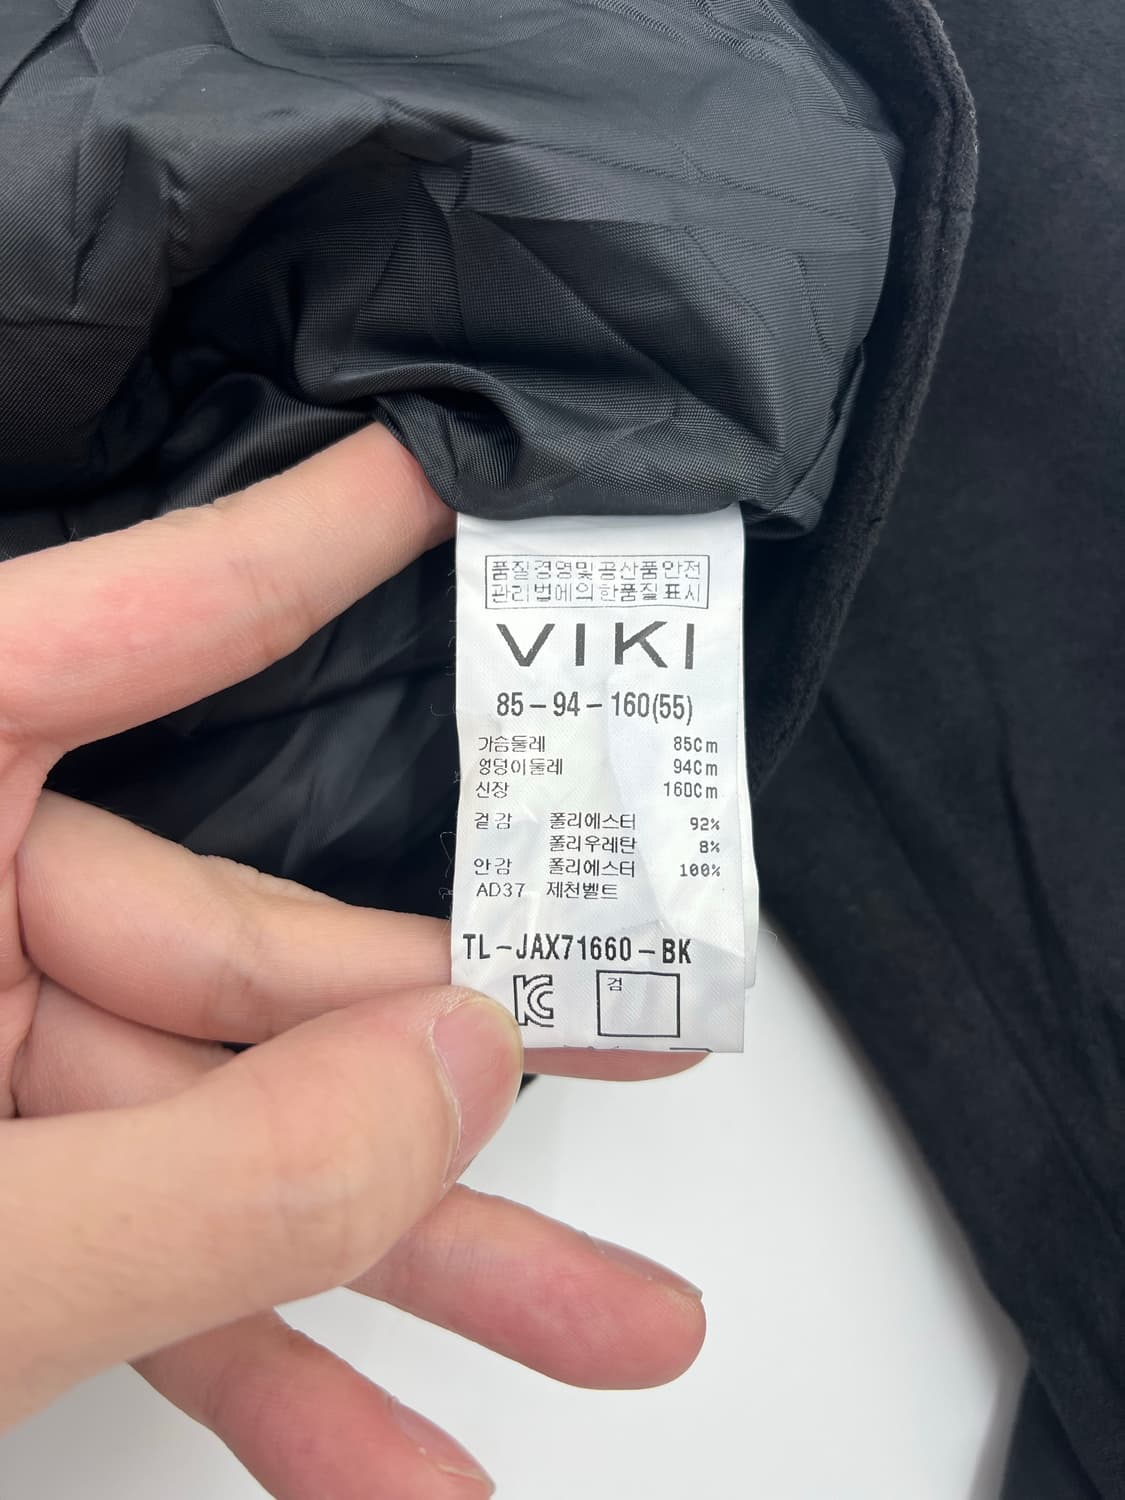 품질경영및공산품안전
관리법에의한품질표시
VIKI
85-94-160(55)
가슴둘레 85Cm
엉덩이둘레 94Cm
신장 160Cm
겉감 폴리에스터 92%
폴리우레탄 8%
안감 폴리에스터 100%
AD37 제천벨트
TL-JAX71660-BK
KC 검